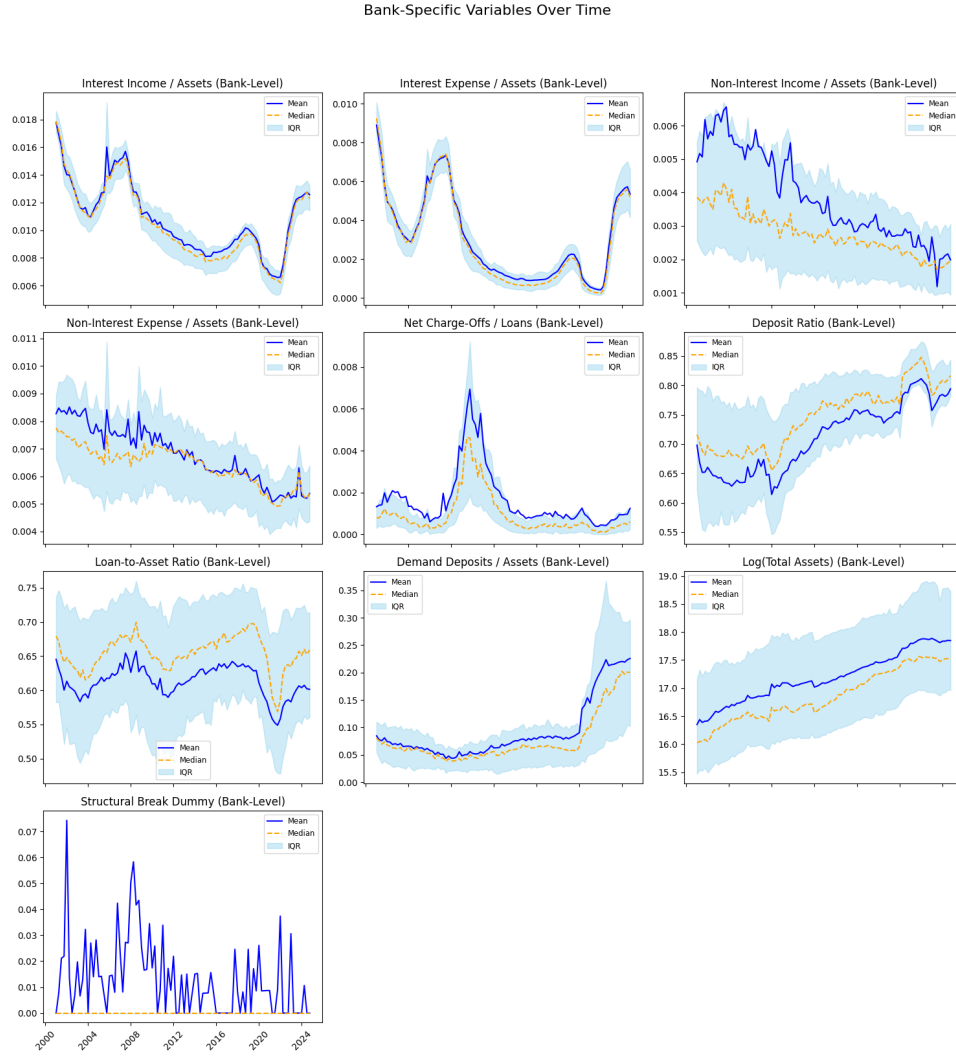 Bank-Specific Variables Over Time
Interest Income / Assets (Bank-Level)
0.018
0.016
0.014
0.012
0.010
0.008
0.006
Mean
Median
IQR
Interest Expense / Assets (Bank-Level)
0.010
0.008
0.006
0.004
0.002
0.000
Mean
Median
IQR
Non-Interest Income / Assets (Bank-Level)
0.006
0.005
0.004
0.003
0.002
0.001
Mean
Median
IQR
Non-Interest Expense / Assets (Bank-Level)
0.011
0.010
0.009
0.008
0.007
0.006
0.005
0.004
Mean
Median
IQR
Net Charge-Offs / Loans (Bank-Level)
0.008
0.006
0.004
0.002
0.000
Mean
Median
IQR
Deposit Ratio (Bank-Level)
0.85
0.80
0.75
0.70
0.65
0.60
0.55
Mean
Median
IQR
Loan-to-Asset Ratio (Bank-Level)
0.75
0.70
0.65
0.60
0.55
0.50
Mean
Median
IQR
Demand Deposits / Assets (Bank-Level)
0.35
0.30
0.25
0.20
0.15
0.10
0.05
0.00
Mean
Median
IQR
Log(Total Assets) (Bank-Level)
19.0
18.5
18.0
17.5
17.0
16.5
16.0
15.5
Mean
Median
IQR
Structural Break Dummy (Bank-Level)
0.07
0.06
0.05
0.04
0.03
0.02
0.01
0.00
Mean
Median
IQR
2000
2004
2008
2012
2016
2020
2024